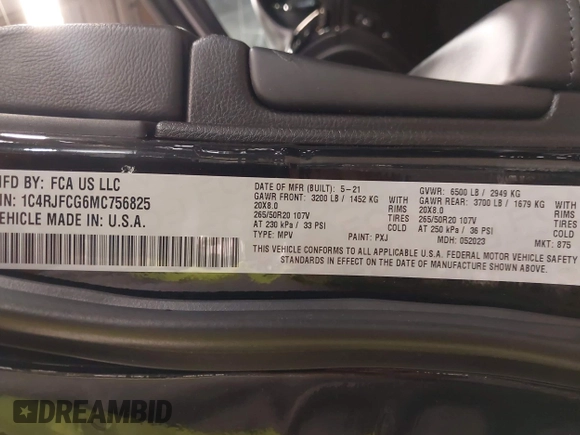 MFD BY: FCA US LLC
IN: 1C4RJFCG6MC756825
VEHICLE MADE IN U.S.A.
DATE OF MFR (BUILT): 5-21
GVWR: 6500 LB / 2949 KG
GAWR FRONT: 3200 LB / 1452 KG WITH
GAWR REAR: 3700 LB / 1679 KG WITH
20X8.0 RIMS
20X8.0 RIMS
265/50R20 107V
265/50R20 107V
AT 230 kPa / 33 PSI COLD
AT 250 kPa / 36 PSI COLD
TYPE: MPV
PAINT: PXJ
MDH: 052023
MKT: 875
THIS VEHICLE CONFORMS TO ALL APPLICABLE U.S.A. FEDERAL MOTOR VEHICLE SAFETY
STANDARDS IN EFFECT ON THE DATE OF MANUFACTURE SHOWN ABOVE.
DREAMBID